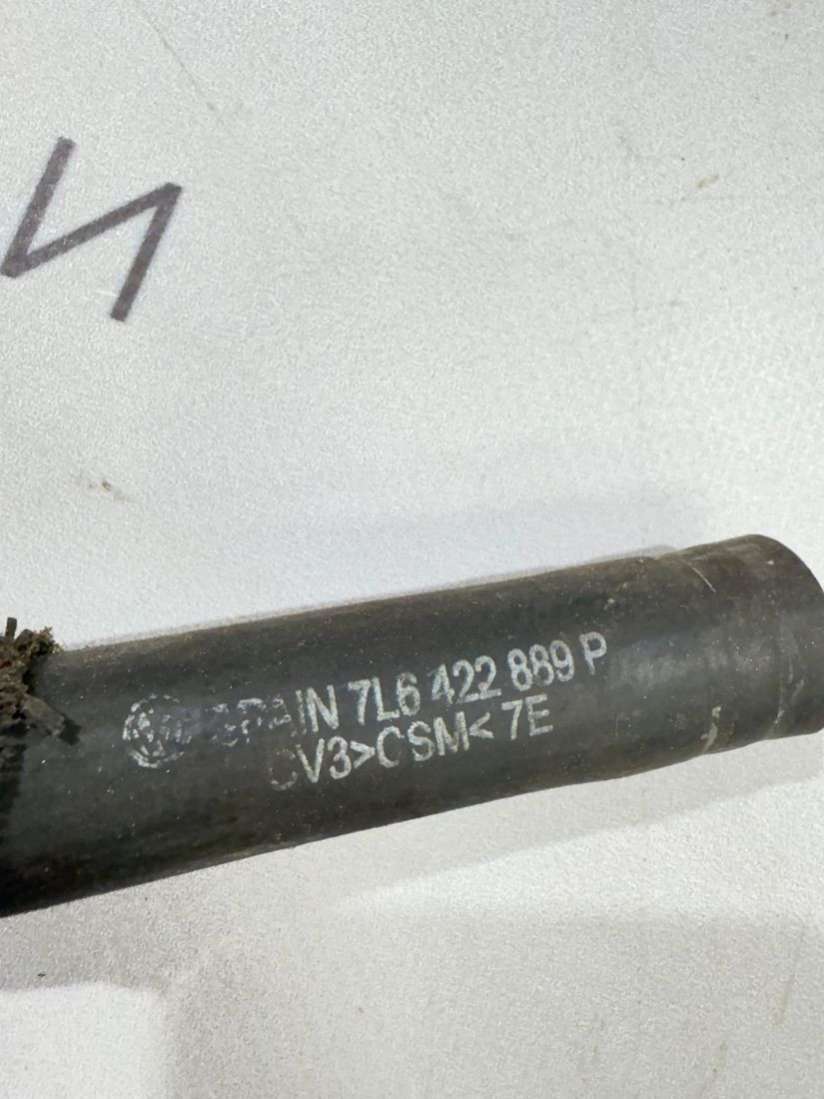 И
SPAIN 7L6 422 889 P
CV3>CSM< 7E